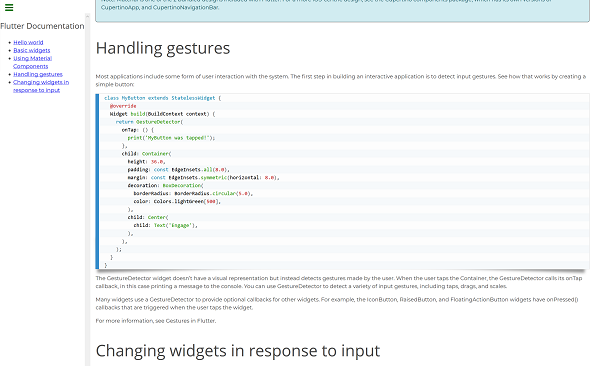 CupertinoApp, and CupertinoNavigationBar.
Flutter Documentation
Hello world
Basic widgets
Using Material
Components
Handling gestures
Changing widgets in
response to input
Handling gestures
Most applications include some form of user interaction with the system. The first step in building an interactive application is to detect input gestures. See how that works by creating a
simple button:
class MyButton extends StatelessWidget {
@override
Widget build(BuildContext context) {
return GestureDetector(
onTap: () {
print('MyButton was tapped!');
},
child: Container(
height: 36.0,
padding: const EdgeInsets.all(8.0),
margin: const EdgeInsets.symmetric(horizontal: 8.0),
decoration: BoxDecoration(
borderRadius: BorderRadius.circular(5.0),
color: Colors.lightGreen[500],
),
child: Center(
child: Text('Engage'),
),
),
);
}
}
The GestureDetector widget doesn't have a visual representation but instead detects gestures made by the user. When the user taps the Container, the GestureDetector calls its onTap
callback, in this case printing a message to the console. You can use GestureDetector to detect a variety of input gestures, including taps, drags, and scales.
Many widgets use a GestureDetector to provide optional callbacks for other widgets. For example, the IconButton, RaisedButton, and FloatingActionButton widgets have onPressed()
callbacks that are triggered when the user taps the widget.
For more information, see Gestures in Flutter.
Changing widgets in response to input